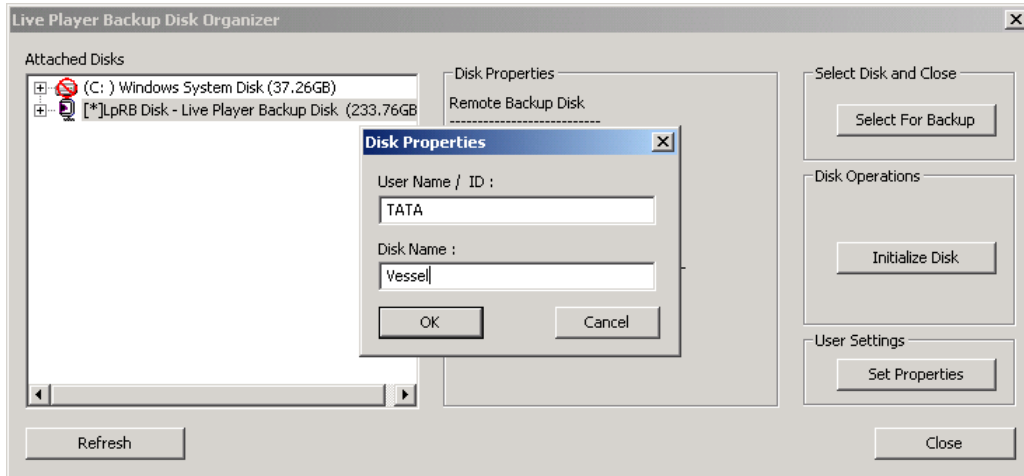 Live Player Backup Disk Organizer
Attached Disks
(C: ) Windows System Disk (37.26GB)
[*]LpRB Disk - Live Player Backup Disk (233.76GB
Disk Properties
Remote Backup Disk
---------------------------
Disk Properties
User Name / ID :
TATA
Disk Name :
Vessel
OK
Cancel
Select Disk and Close
Select For Backup
Disk Operations
Initialize Disk
User Settings
Set Properties
Refresh
Close